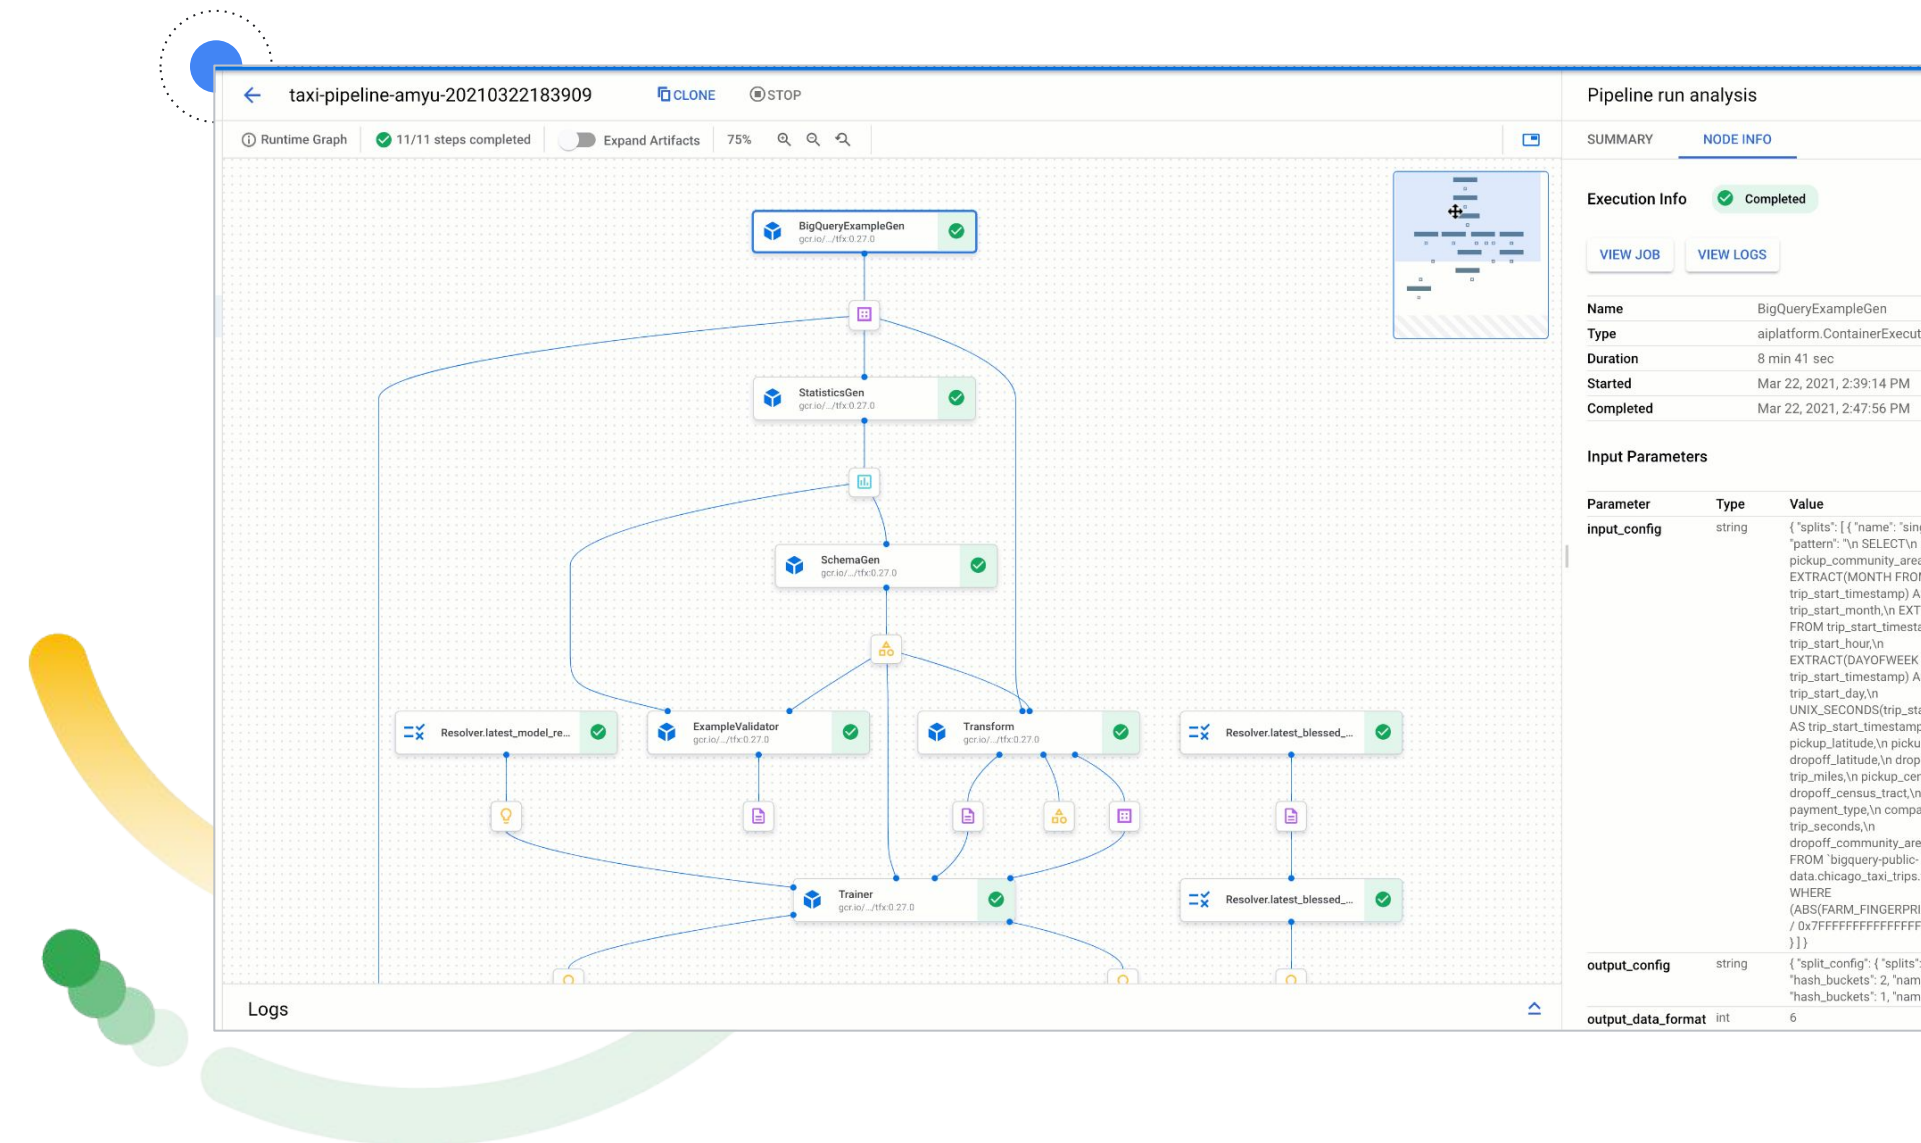 taxi-pipeline-amyu-20210322183909
CLONE
STOP
Runtime Graph
11/11 steps completed
Expand Artifacts
75%
BigQueryExampleGen
gcr.io/.../tfx:0.27.0
StatisticsGen
gcr.io/.../tfx:0.27.0
SchemaGen
gcr.io/.../tfx:0.27.0
Resolver.latest_model_re...
ExampleValidator
gcr.io/.../tfx:0.27.0
Transform
gcr.io/.../tfx:0.27.0
Resolver.latest_blessed_...
Trainer
gcr.io/.../tfx:0.27.0
Resolver.latest_blessed_...
Logs
Pipeline run analysis
SUMMARY
NODE INFO
Execution Info
Completed
VIEW JOB
VIEW LOGS
Name BigQueryExampleGen
Type aiplatform.ContainerExecut
Duration 8 min 41 sec
Started Mar 22, 2021, 2:39:14 PM
Completed Mar 22, 2021, 2:47:56 PM
Input Parameters
Parameter Type Value
input_config string { "splits": [ { "name": "sing
"pattern": "\n SELECT\n
pickup_community_area
EXTRACT(MONTH FROM
trip_start_timestamp) A
trip_start_month,\n EXT
FROM trip_start_timesta
trip_start_hour,\n
EXTRACT(DAYOFWEEK
trip_start_timestamp) A
trip_start_day,\n
UNIX_SECONDS(trip_sta
AS trip_start_timestamp
pickup_latitude,\n picku
dropoff_latitude,\n drop
trip_miles,\n pickup_cen
dropoff_census_tract,\n
payment_type,\n compa
trip_seconds,\n
dropoff_community_are
FROM `bigquery-public-
data.chicago_taxi_trips.
WHERE
(ABS(FARM_FINGERPRI
/ 0x7FFFFFFFFFFFFFF
} ] }
output_config string { "split_config": { "splits":
"hash_buckets": 2, "nam
"hash_buckets": 1, "nam
output_data_format int 6